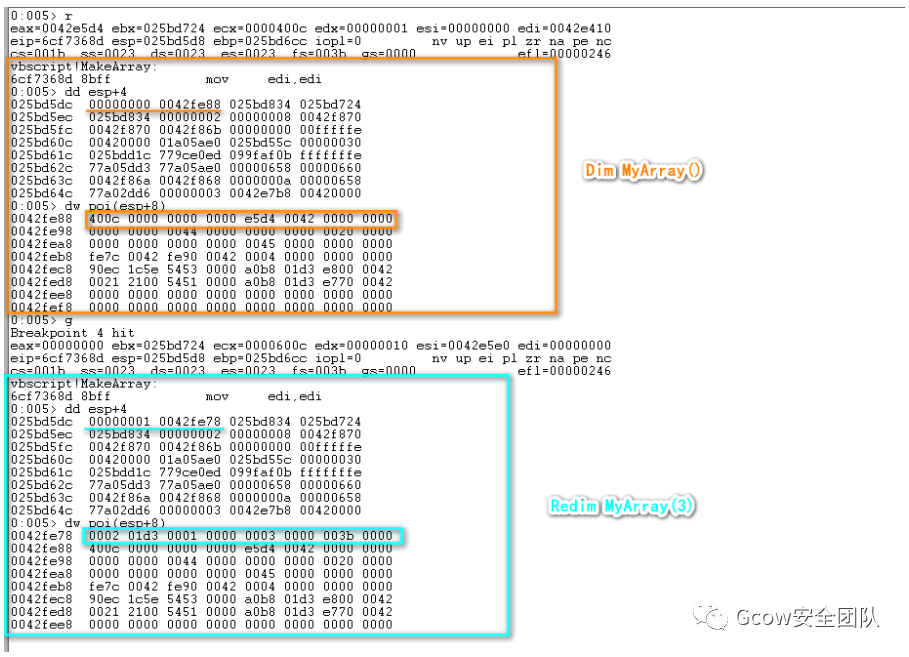 0:005> r
eax=0042e5d4 ebx=025bd724 ecx=0000400c edx=00000001 esi=00000000 edi=0042e410
eip=6cf7368d esp=025bd5d8 ebp=025bd6cc iopl=0         nv up ei pl zr na pe nc
cs=001b  ss=0023  ds=0023  es=0023  fs=003b  gs=0000             efl=00000246
vbscript!MakeArray:
6cf7368d 8bff            mov     edi,edi
0:005> dd esp+4
025bd5dc  00000000 0042fe88 025bd834 025bd724
025bd5ec  025bd834 00000002 00000008 0042f870
025bd5fc  0042f870 0042f86b 00000000 00fffffe
025bd60c  00420000 01a05ae0 025bd55c 00000030
025bd61c  025bdd1c 779ce0ed 099faf0b fffffffe
025bd62c  77a05dd3 77a05ae0 00000658 00000660
025bd63c  0042f86a 0042f868 0000000a 00000658
025bd64c  77a02dd6 00000003 0042e7b8 00420000
0:005> dw poi(esp+8)
0042fe88  400c 0000 0000 0000 e5d4 0042 0000 0000
0042fe98  0000 0000 0044 0000 0000 0000 0020 0000
0042fea8  0000 0000 0000 0000 0045 0000 0000 0000
0042feb8  fe7c 0042 fe90 0042 0004 0000 0000 0000
0042fec8  90ec 1c5e 5453 0000 a0b8 01d3 e800 0042
0042fed8  0021 2100 5451 0000 a0b8 01d3 e770 0042
0042fee8  0000 0000 0000 0000 0000 0000 0000 0000
0042fef8  0000 0000 0000 0000 0000 0000 0000 0000
Dim MyArray()
0:005> g
Breakpoint 4 hit
eax=00000000 ebx=025bd724 ecx=0000600c edx=00000010 esi=0042e5e0 edi=00000000
eip=6cf7368d esp=025bd5d8 ebp=025bd6cc iopl=0         nv up ei pl zr na pe nc
cs=001b  ss=0023  ds=0023  es=0023  fs=003b  gs=0000             efl=00000246
vbscript!MakeArray:
6cf7368d 8bff            mov     edi,edi
0:005> dd esp+4
025bd5dc  00000001 0042fe78 025bd834 025bd724
025bd5ec  025bd834 00000002 00000008 0042f870
025bd5fc  0042f870 0042f86b 00000000 00fffffe
025bd60c  00420000 01a05ae0 025bd55c 00000030
025bd61c  025bdd1c 779ce0ed 099faf0b fffffffe
025bd62c  77a05dd3 77a05ae0 00000658 00000660
025bd63c  0042f86a 0042f868 0000000a 00000658
025bd64c  77a02dd6 00000003 0042e7b8 00420000
0:005> dw poi(esp+8)
0042fe78  0002 01d3 0001 0000 0003 0000 003b 0000
0042fe88  400c 0000 0000 0000 e5d4 0042 0000 0000
0042fe98  0000 0000 0044 0000 0000 0000 0020 0000
0042fea8  0000 0000 0000 0000 0045 0000 0000 0000
0042feb8  fe7c 0042 fe90 0042 0004 0000 0000 0000
0042fec8  90ec 1c5e 5453 0000 a0b8 01d3 e800 0042
0042fed8  0021 2100 5451 0000 a0b8 01d3 e770 0042
0042fee8  0000 0000 0000 0000 0000 0000 0000 0000
Redim MyArray(3)
Gcow安全团队